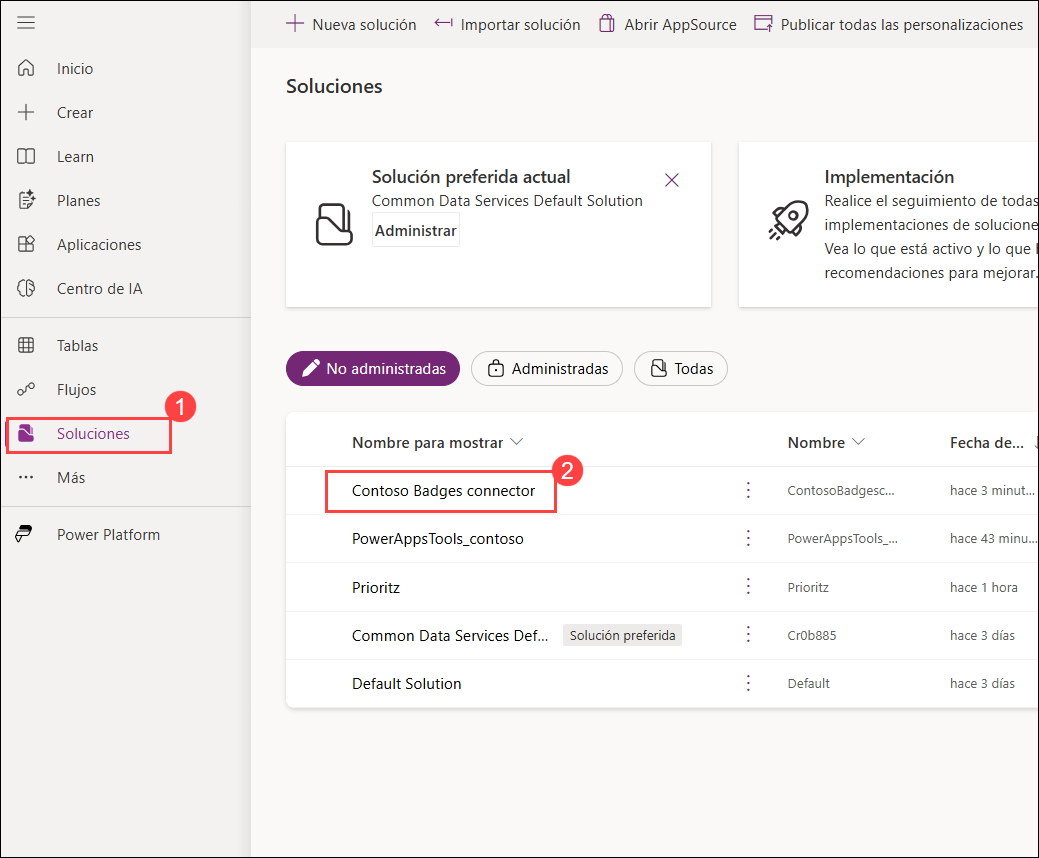 Nueva solución Importar solución Abrir AppSource Publicar todas las personalizaciones
Inicio
Crear
Learn
Planes
Aplicaciones
Centro de IA
Tablas
Flujos
1
Soluciones
Más
Power Platform
Soluciones
Solución preferida actual
Common Data Services Default Solution
Administrar
Implementación
Realice el seguimiento de todas
implementaciones de solucione
Vea lo que está activo y lo que
recomendaciones para mejorar.
No administradas Administradas Todas
Nombre para mostrar Nombre Fecha de...
2
Contoso Badges connector ContosoBadgesc... hace 3 minut...
PowerAppsTools_contoso PowerAppsTools_... hace 43 minu...
Prioritz Prioritz hace 1 hora
Common Data Services Def... Solución preferida Cr0b885 hace 3 días
Default Solution Default hace 3 días